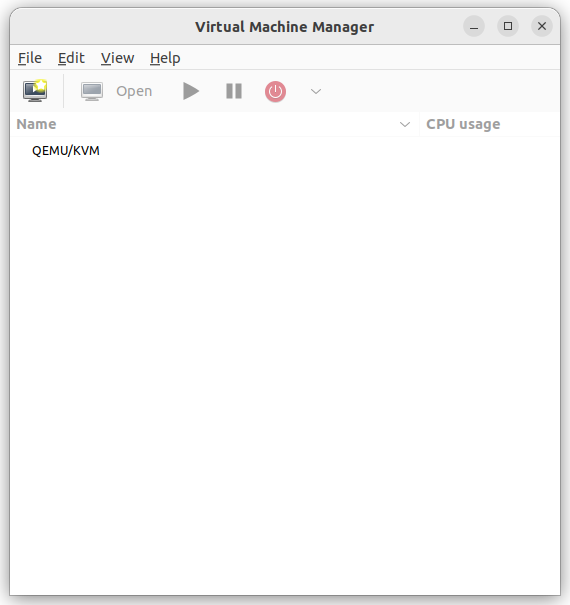 Virtual Machine Manager
File Edit View Help
Open
Name CPU usage
QEMU/KVM